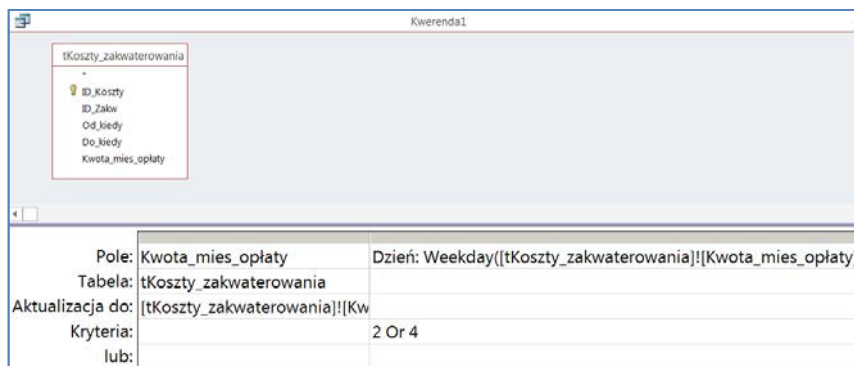 Kwerenda1
tKoszty_zakwaterowania
*
ID_Koszty
ID_Zakw
Od_kiedy
Do_kiedy
Kwota_mies_opłaty
Pole: Kwota_mies_opłaty Dzień: Weekday([tKoszty_zakwaterowania]![Kwota_mies_opłaty]
Tabela: tKoszty_zakwaterowania
Aktualizacja do: [tKoszty_zakwaterowania]![Kw
Kryteria: 2 Or 4
lub: